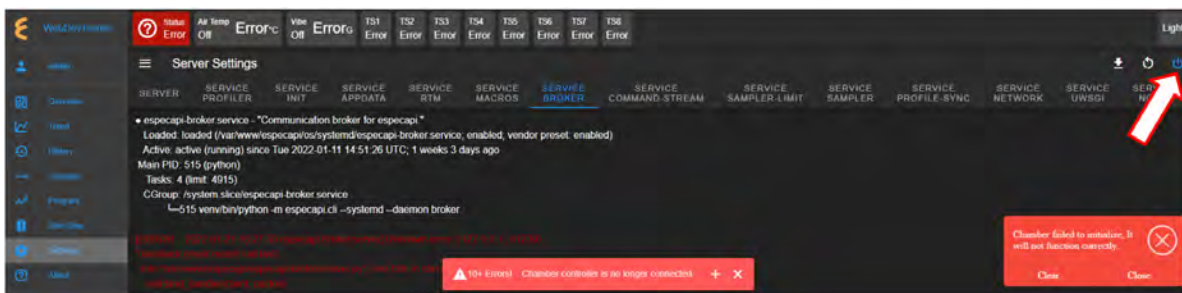 Status
Error
Air Temp
Off
Error°C
Vibe
Off
ErrorG
TS1
Error
TS2
Error
TS3
Error
TS4
Error
TS5
Error
TS6
Error
TS7
Error
TS8
Error
Light
Server Settings
SERVER
SERVICE
PROFILER
SERVICE
INIT
SERVICE
APPDATA
SERVICE
RTM
SERVICE
MACROS
SERVICE
BROKER
SERVICE
COMMAND-STREAM
SERVICE
SAMPLER-LIMIT
SERVICE
SAMPLER
SERVICE
PROFILE-SYNC
SERVICE
NETWORK
SERVICE
UWSGI
● especapi-broker.service - "Communication broker for especapi."
Loaded: loaded (/var/www/especapi/os/systemd/especapi-broker.service; enabled; vendor preset: enabled)
Active: active (running) since Tue 2022-01-11 14:51:26 UTC; 1 weeks 3 days ago
Main PID: 515 (python)
Tasks: 4 (limit: 4915)
CGroup: /system.slice/especapi-broker.service
└─515 venv/bin/python -m especapi.cli --systemd --daemon broker
Program
Settings
About
10+ Errors! Chamber controller is no longer connected. + ×
Chamber failed to initialize, It
will not function correctly.
Clear
Close